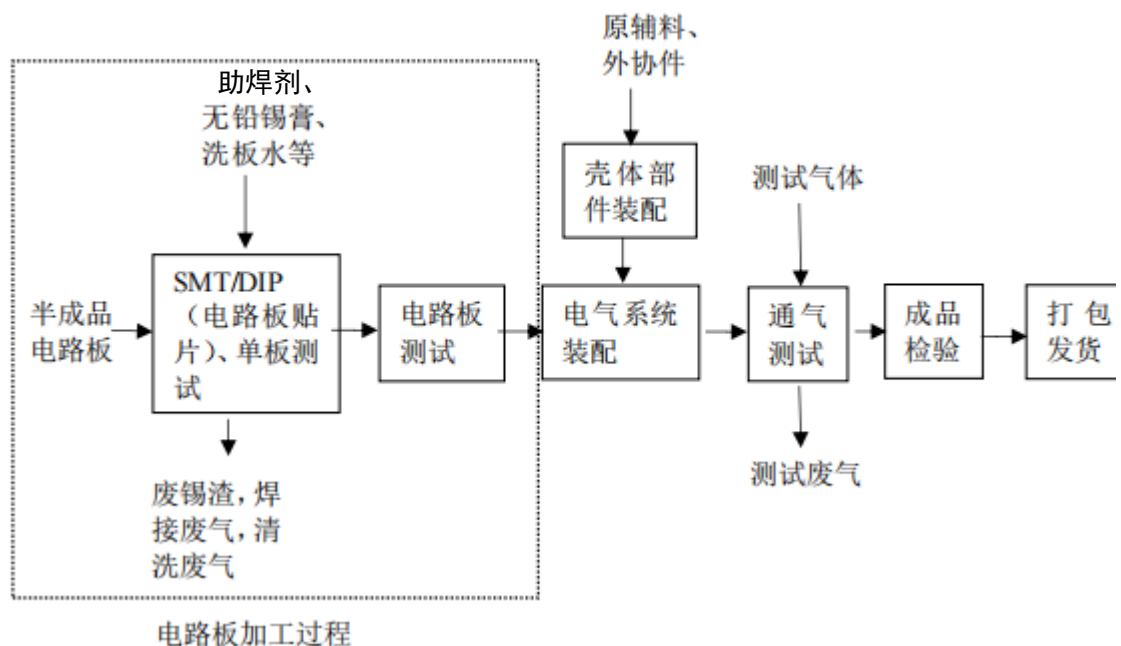 原辅料、
外协件
助焊剂、
无铅锡膏、
洗板水等
壳体部
件装配
测试气体
半成品
电路板
SMT/DIP
（电路板贴
片）、单板测
试
电路板
测试
电气系统
装配
通气
测试
成品
检验
打包
发货
废锡渣，焊
接废气，清
洗废气
测试废气
电路板加工过程